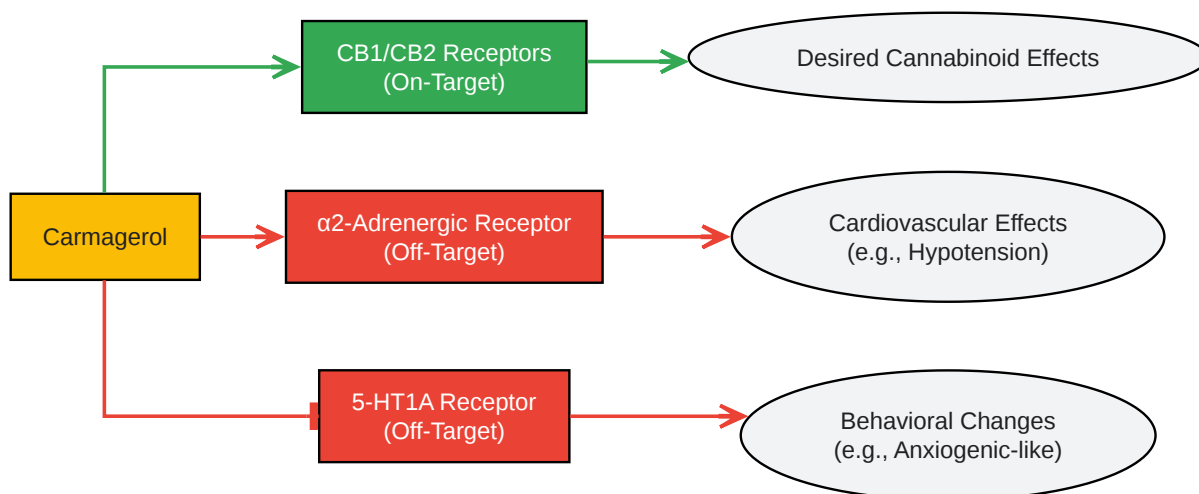 CB1/CB2 Receptors
(On-Target)
Desired Cannabinoid Effects
Carmagerol
α2-Adrenergic Receptor
(Off-Target)
Cardiovascular Effects
(e.g., Hypotension)
5-HT1A Receptor
(Off-Target)
Behavioral Changes
(e.g., Anxiogenic-like)